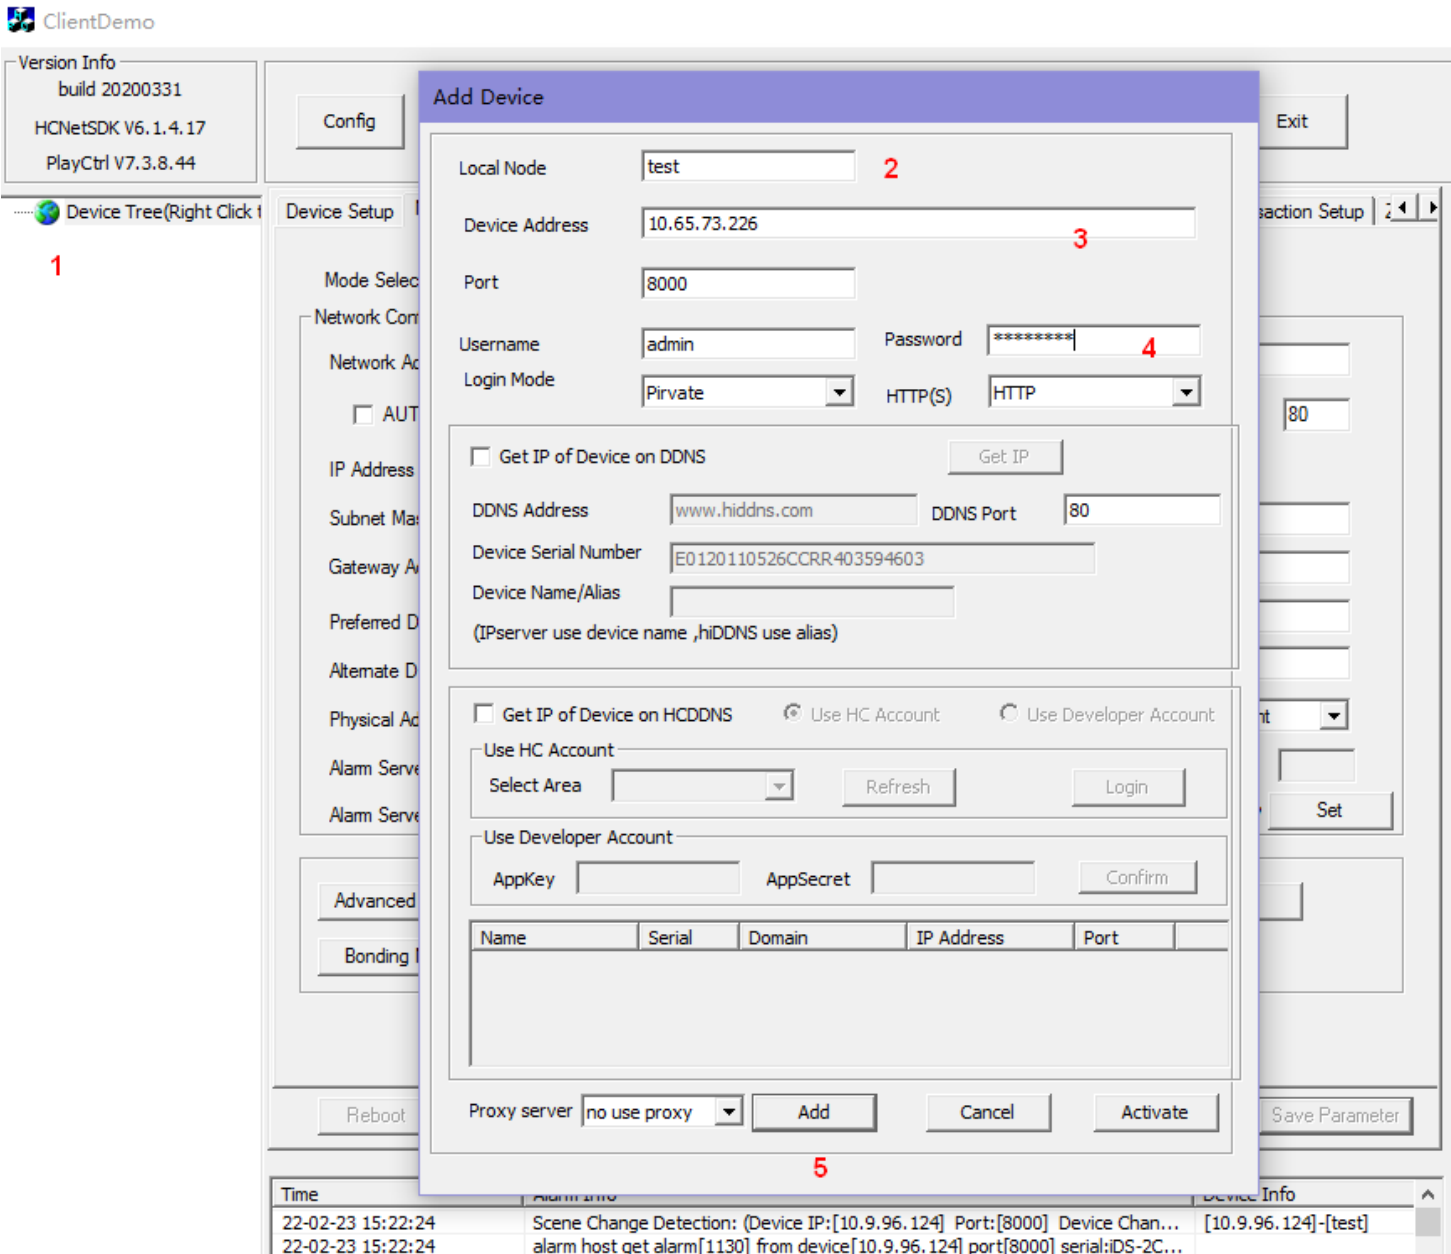 ClientDemo
Version Info
build 20200331
HCNetSDK V6.1.4.17
PlayCtrl V7.3.8.44
Config
Exit
Device Tree(Right Click t
1
Device Setup
saction Setup
Mode Selec
Network Con
Network Ac
AUT
80
IP Address
Subnet Mas
Gateway A
Preferred D
Alternate D
Physical Ad
nt
Alarm Serve
Alarm Serve
Set
Advanced
Bonding
Reboot
Save Parameter
Add Device
Local Node
test
2
Device Address
10.65.73.226
3
Port
8000
Username
admin
Password
********
4
Login Mode
Pirvate
HTTP(S)
HTTP
Get IP of Device on DDNS
Get IP
DDNS Address
www.hiddns.com
DDNS Port
80
Device Serial Number
E0120110526CCRR403594603
Device Name/Alias
(IPserver use device name ,hiDDNS use alias)
Get IP of Device on HCDDNS
Use HC Account
Use Developer Account
Use HC Account
Select Area
Refresh
Login
Use Developer Account
AppKey
AppSecret
Confirm
Name Serial Domain IP Address Port
Proxy server
no use proxy
Add
Cancel
Activate
5
Time Alarm Info Device Info
22-02-23 15:22:24 Scene Change Detection: (Device IP:[10.9.96.124] Port:[8000] Device Chan... [10.9.96.124]-[test]
22-02-23 15:22:24 alarm host get alarm[1130] from device[10.9.96.124] port[8000] serial:iDS-2C...